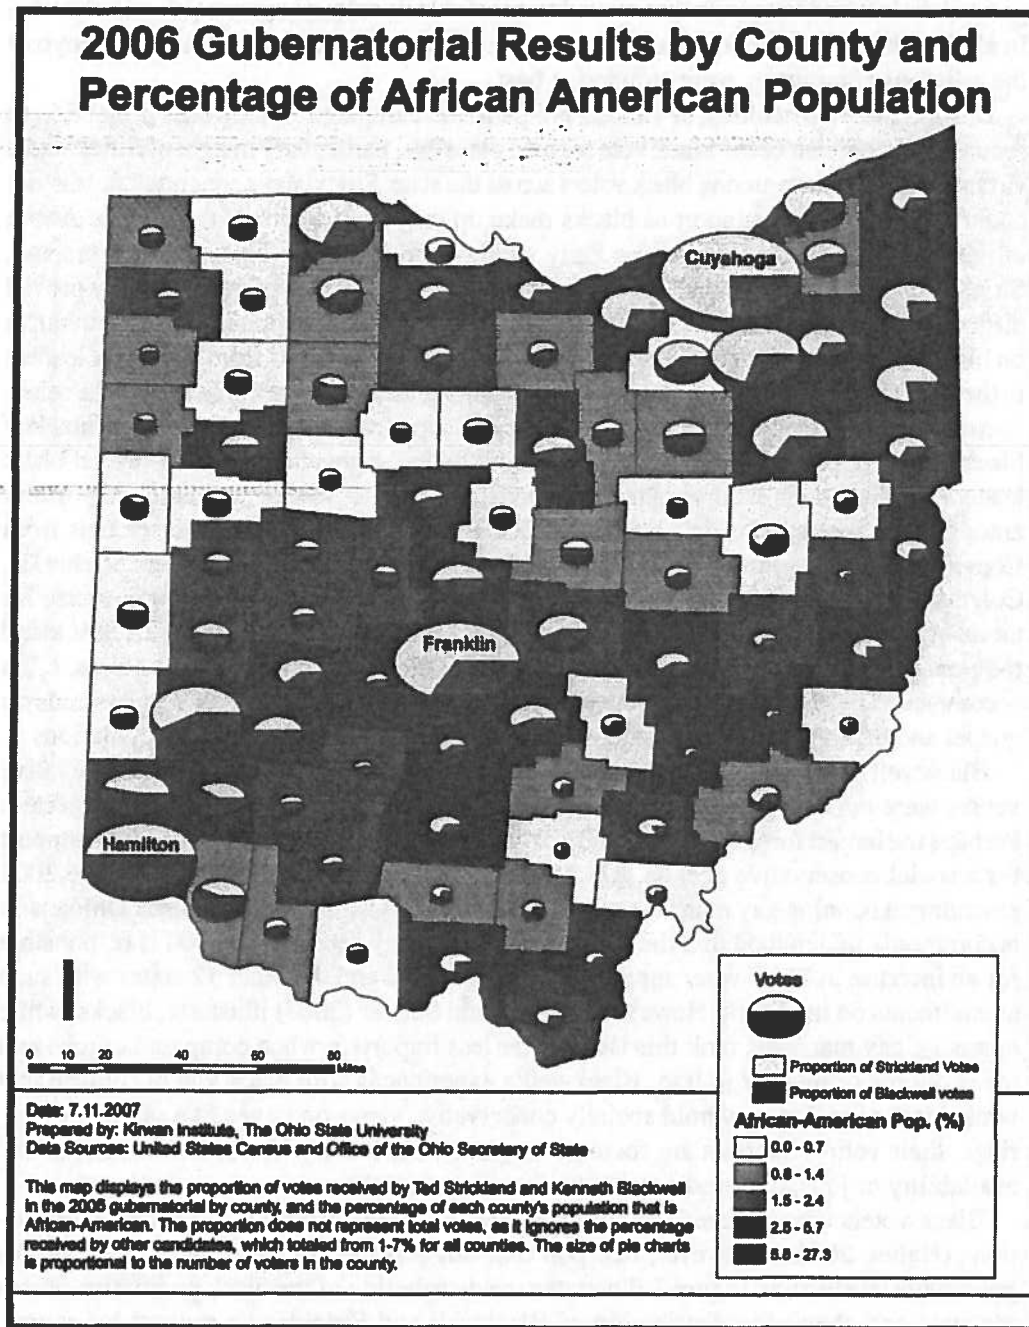 2006 Gubernatorial Results by County and
Percentage of African American Population
Cuyahoga
Franklin
Hamilton
Votes
Proportion of Strickland Votes
Proportion of Blackwell votes
African-American Pop. (%)
0.0 - 0.7
0.8 - 1.4
1.5 - 2.4
2.5 - 6.7
6.8 - 27.9
0 10 20 40 60 80
Miles
Date: 7.11.2007
Prepared by: Kirwan Institute, The Ohio State University
Data Sources: United States Census and Office of the Ohio Secretary of State
This map displays the proportion of votes received by Ted Strickland and Kenneth Blackwell
in the 2006 gubernatorial by county, and the percentage of each county's population that is
African-American. The proportion does not represent total votes, as it ignores the percentage
received by other candidates, which totaled from 1-7% for all counties. The size of pie charts
is proportional to the number of voters in the county.